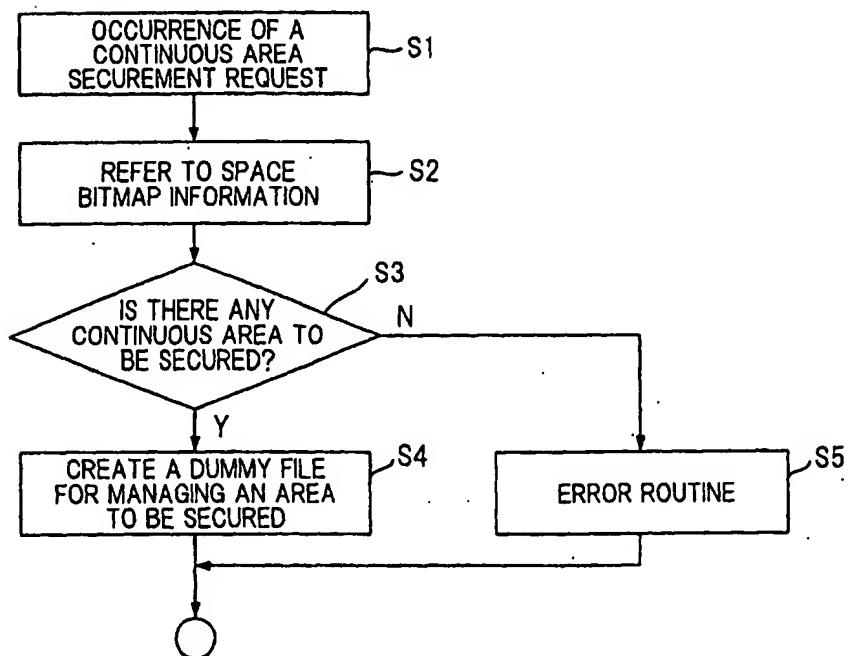 OCCURRENCE OF A
CONTINUOUS AREA
SECUREMENT REQUEST
S1
REFER TO SPACE
BITMAP INFORMATION
S2
S3
IS THERE ANY
CONTINUOUS AREA TO
BE SECURED?
N
Y
CREATE A DUMMY FILE
FOR MANAGING AN AREA
TO BE SECURED
S4
ERROR ROUTINE
S5